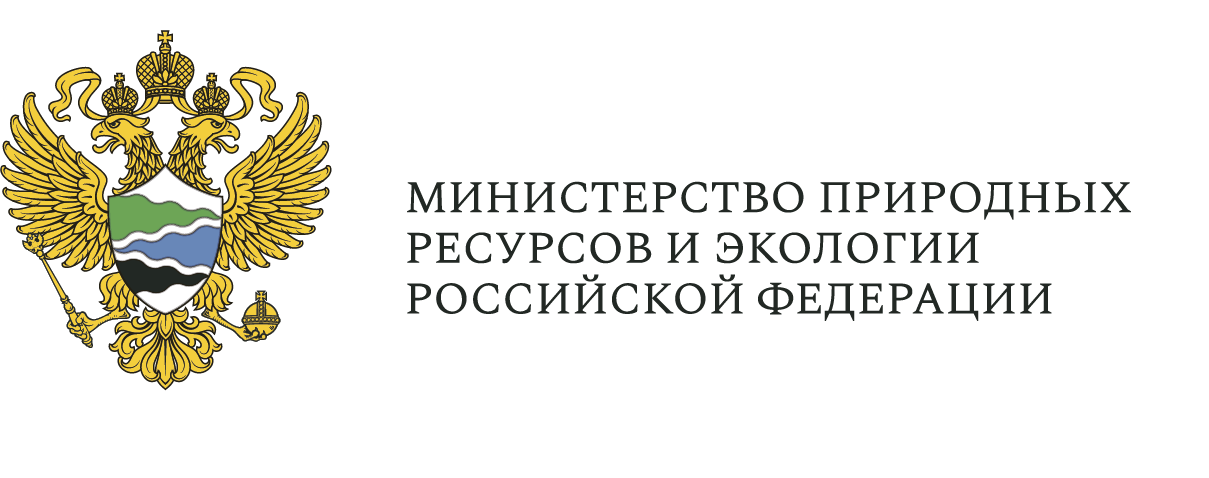 МИНИСТЕРСТВО ПРИРОДНЫХ
РЕСУРСОВ И ЭКОЛОГИИ
РОССИЙСКОЙ ФЕДЕРАЦИИ